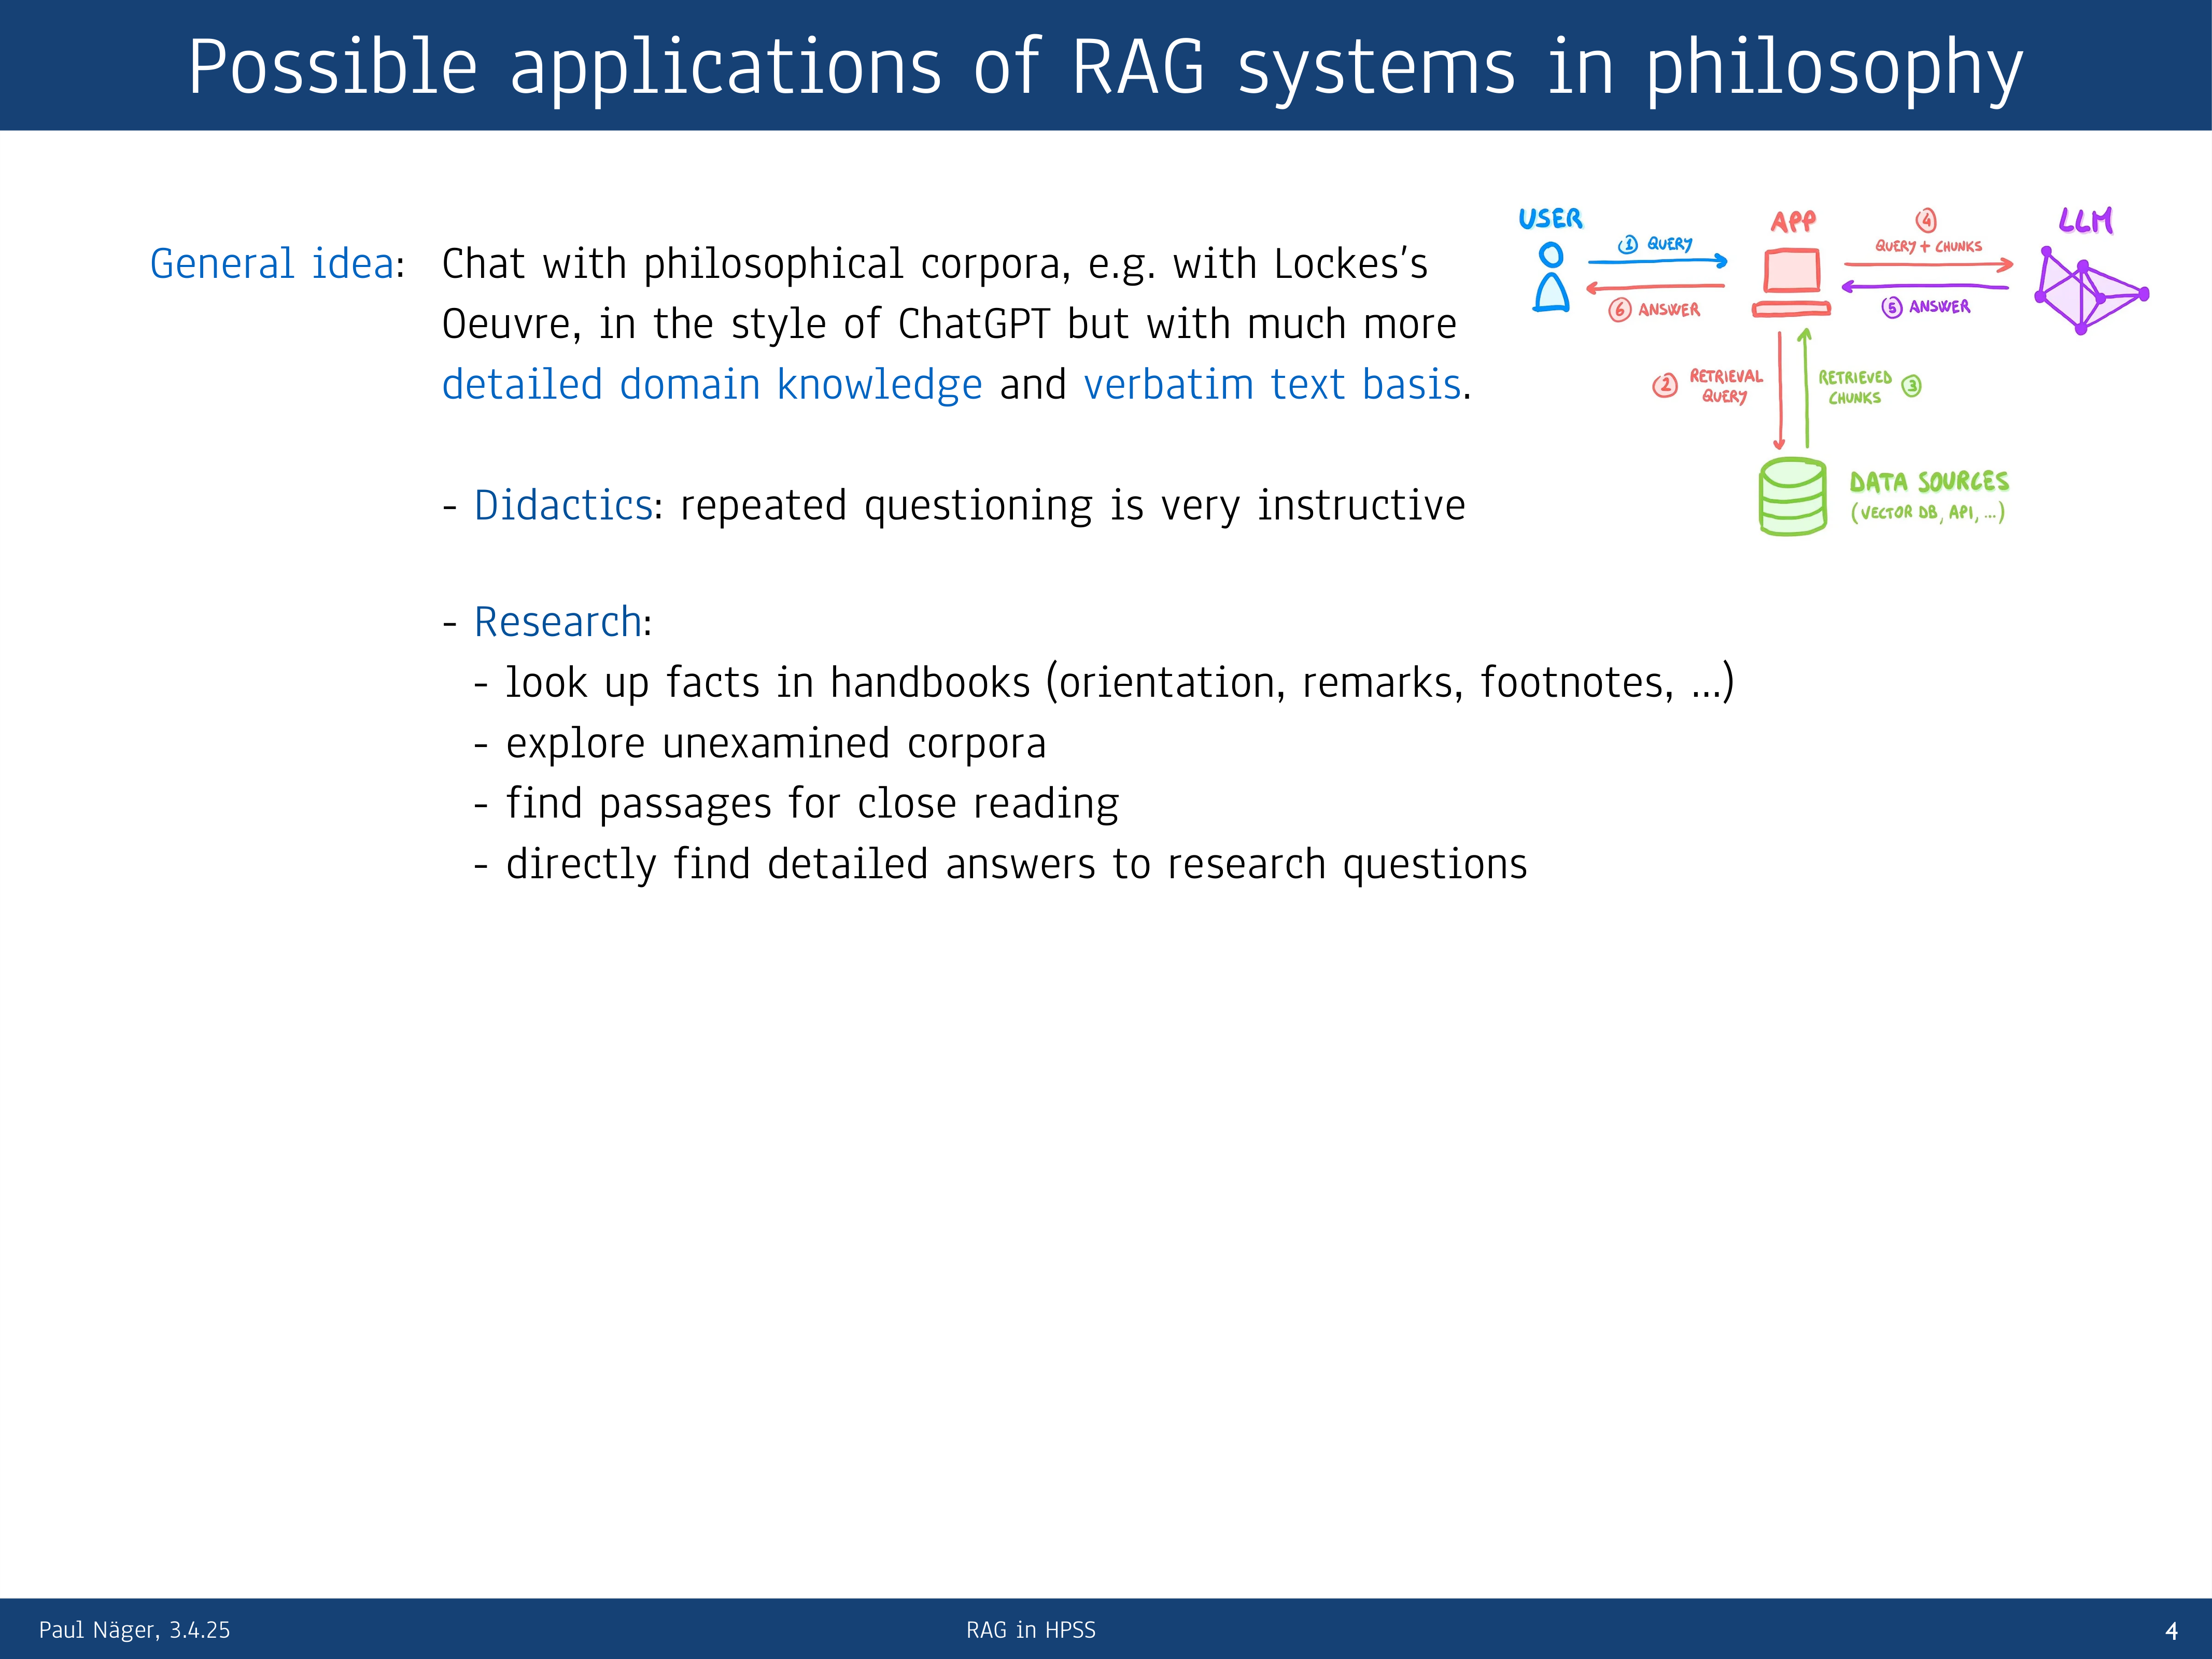 Possible applications of RAG systems in philosophy
General idea: Chat with philosophical corpora, e.g. with Lockes's
Oeuvre, in the style of ChatGPT but with much more
detailed domain knowledge and verbatim text basis.
- Didactics: repeated questioning is very instructive
- Research:
- look up facts in handbooks (orientation, remarks, footnotes, ...)
- explore unexamined corpora
- find passages for close reading
- directly find detailed answers to research questions
USER
① QUERY
⑥ ANSWER
APP
④
QUERY + CHUNKS
⑤ ANSWER
LLM
② RETRIEVAL
QUERY
RETRIEVED ③
CHUNKS
DATA SOURCES
(VECTOR DB, API, ...)
Paul Näger, 3.4.25
RAG in HPSS
4